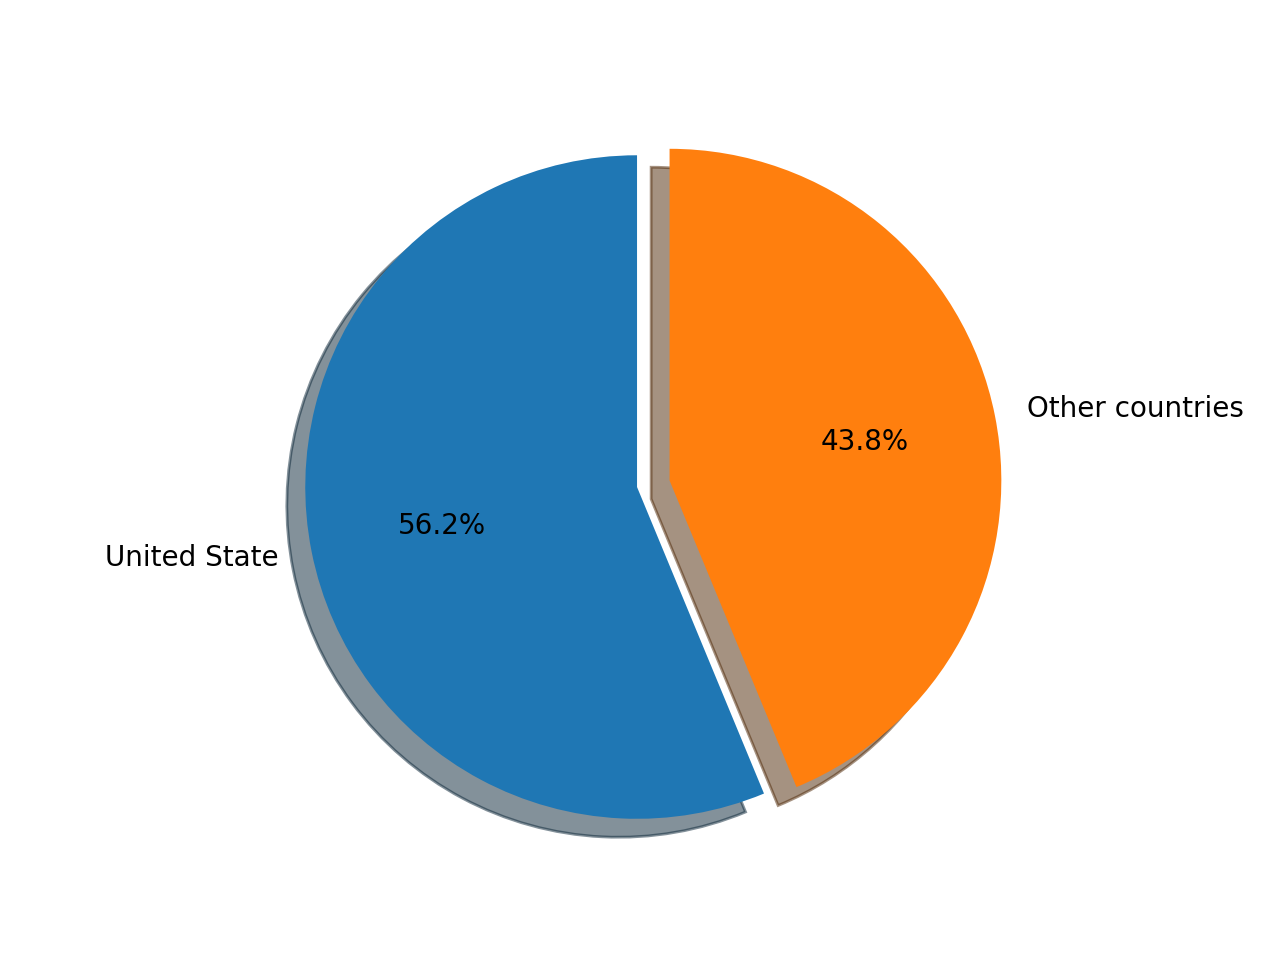 Other countries
43.8%
56.2%
United State